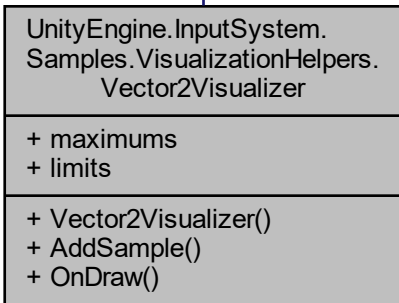 UnityEngine.InputSystem.
Samples.VisualizationHelpers.
Vector2Visualizer
+ maximums
+ limits
+ Vector2Visualizer()
+ AddSample()
+ OnDraw()